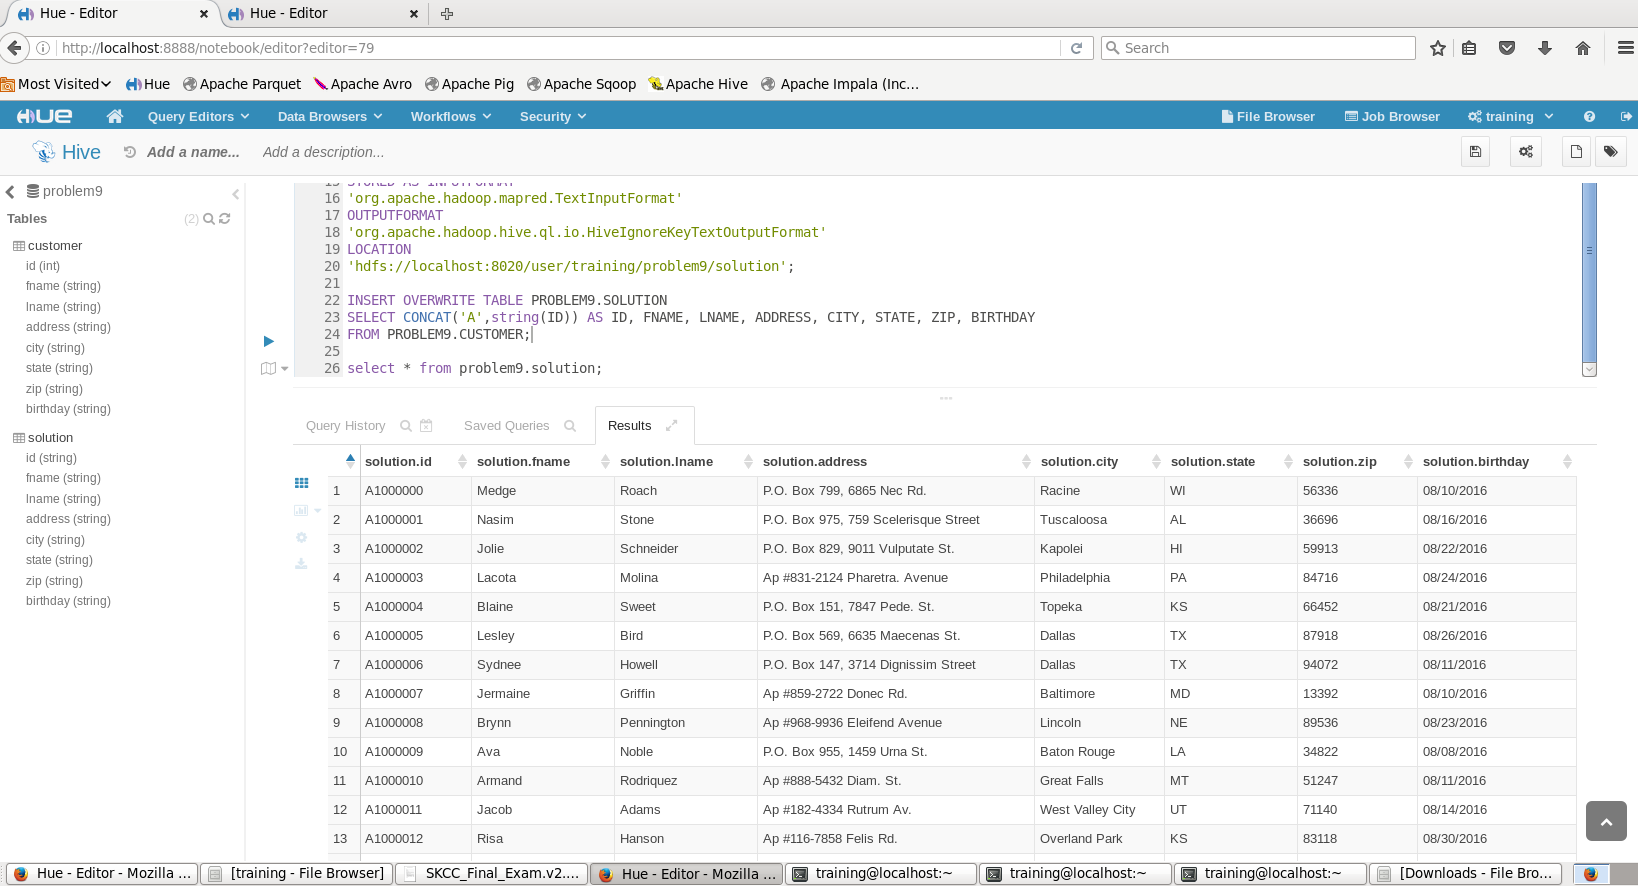 Hue - Editor
Hue - Editor
http://localhost:8888/notebook/editor?editor=79
Search
Most Visited Hue Apache Parquet Apache Avro Apache Pig Apache Sqoop Apache Hive Apache Impala (Inc...
HUE Query Editors Data Browsers Workflows Security File Browser Job Browser training
Hive Add a name... Add a description...
problem9
Tables (2)
customer
id (int)
fname (string)
lname (string)
address (string)
city (string)
state (string)
zip (string)
birthday (string)
solution
id (string)
fname (string)
lname (string)
address (string)
city (string)
state (string)
zip (string)
birthday (string)
15 STORED AS INPUTFORMAT
16 'org.apache.hadoop.mapred.TextInputFormat'
17 OUTPUTFORMAT
18 'org.apache.hadoop.hive.ql.io.HiveIgnoreKeyTextOutputFormat'
19 LOCATION
20 'hdfs://localhost:8020/user/training/problem9/solution';
21
22 INSERT OVERWRITE TABLE PROBLEM9.SOLUTION
23 SELECT CONCAT('A',string(ID)) AS ID, FNAME, LNAME, ADDRESS, CITY, STATE, ZIP, BIRTHDAY
24 FROM PROBLEM9.CUSTOMER;
25
26 select * from problem9.solution;
Query History Saved Queries Results
solution.id solution.fname solution.lname solution.address solution.city solution.state solution.zip solution.birthday
1 A1000000 Medge Roach P.O. Box 799, 6865 Nec Rd. Racine WI 56336 08/10/2016
2 A1000001 Nasim Stone P.O. Box 975, 759 Scelerisque Street Tuscaloosa AL 36696 08/16/2016
3 A1000002 Jolie Schneider P.O. Box 829, 9011 Vulputate St. Kapolei HI 59913 08/22/2016
4 A1000003 Lacota Molina Ap #831-2124 Pharetra. Avenue Philadelphia PA 84716 08/24/2016
5 A1000004 Blaine Sweet P.O. Box 151, 7847 Pede. St. Topeka KS 66452 08/21/2016
6 A1000005 Lesley Bird P.O. Box 569, 6635 Maecenas St. Dallas TX 87918 08/26/2016
7 A1000006 Sydnee Howell P.O. Box 147, 3714 Dignissim Street Dallas TX 94072 08/11/2016
8 A1000007 Jermaine Griffin Ap #859-2722 Donec Rd. Baltimore MD 13392 08/10/2016
9 A1000008 Brynn Pennington Ap #968-9936 Eleifend Avenue Lincoln NE 89536 08/23/2016
10 A1000009 Ava Noble P.O. Box 955, 1459 Urna St. Baton Rouge LA 34822 08/08/2016
11 A1000010 Armand Rodriquez Ap #888-5432 Diam. St. Great Falls MT 51247 08/11/2016
12 A1000011 Jacob Adams Ap #182-4334 Rutrum Av. West Valley City UT 71140 08/14/2016
13 A1000012 Risa Hanson Ap #116-7858 Felis Rd. Overland Park KS 83118 08/30/2016
Hue - Editor - Mozilla ... [training - File Browser] SKCC_Final_Exam.v2.... Hue - Editor - Mozilla ... training@localhost:~ training@localhost:~ training@localhost:~ [Downloads - File Bro...